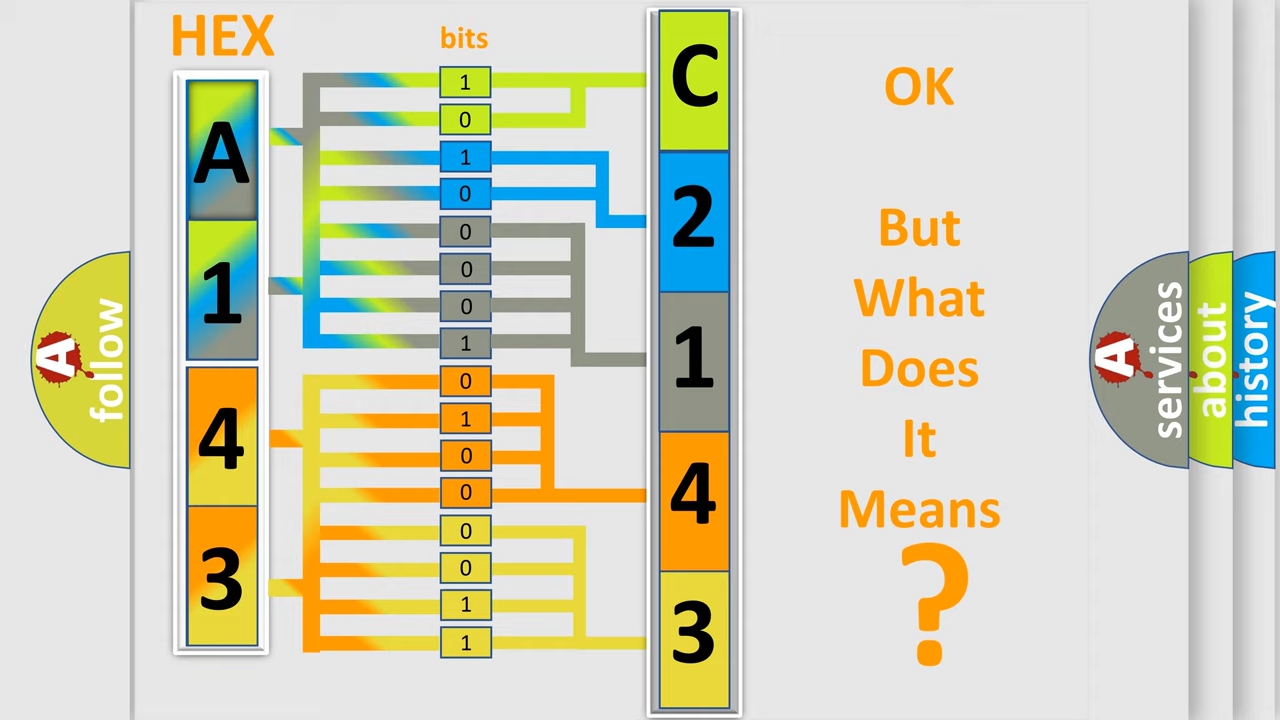 HEX
bits
A
1
4
3
1
0
1
0
0
0
0
1
0
1
0
0
0
0
1
1
C
2
1
4
3
OK
But
What
Does
It
Means
?
A
follow
A
services
about
history